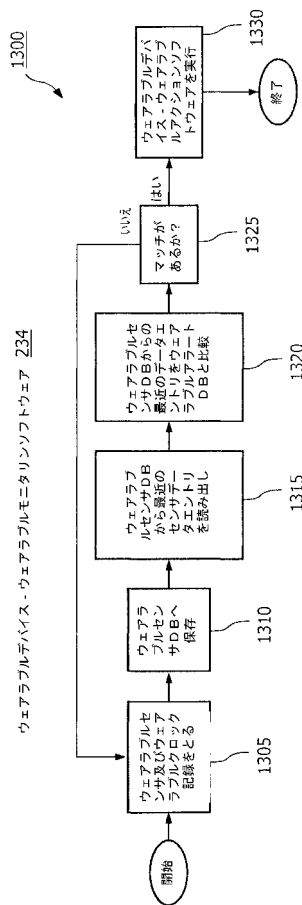 1300
ウェアラブルデバイス - ウェアラブルモニタリンソフトウェア 234
開始
ウェアラブルセ
ンサ及びウェア
ラブルクロック
記録をとる
1305
ウェアラ
ブルセン
サDBへ
保存
1310
ウェアラブ
ルセンサDB
から最近の
センサデー
タエントリ
を読み出し
1315
ウェアラブルセ
ンサDBからの
最近のデータエ
ントリをウェア
ラブルアラート
DBと比較
1320
マッチが
あるか?
1325
いいえ
はい
ウェアラブルデバ
イス - ウェアラブ
ルアクションソフ
トウェアを実行
1330
終了